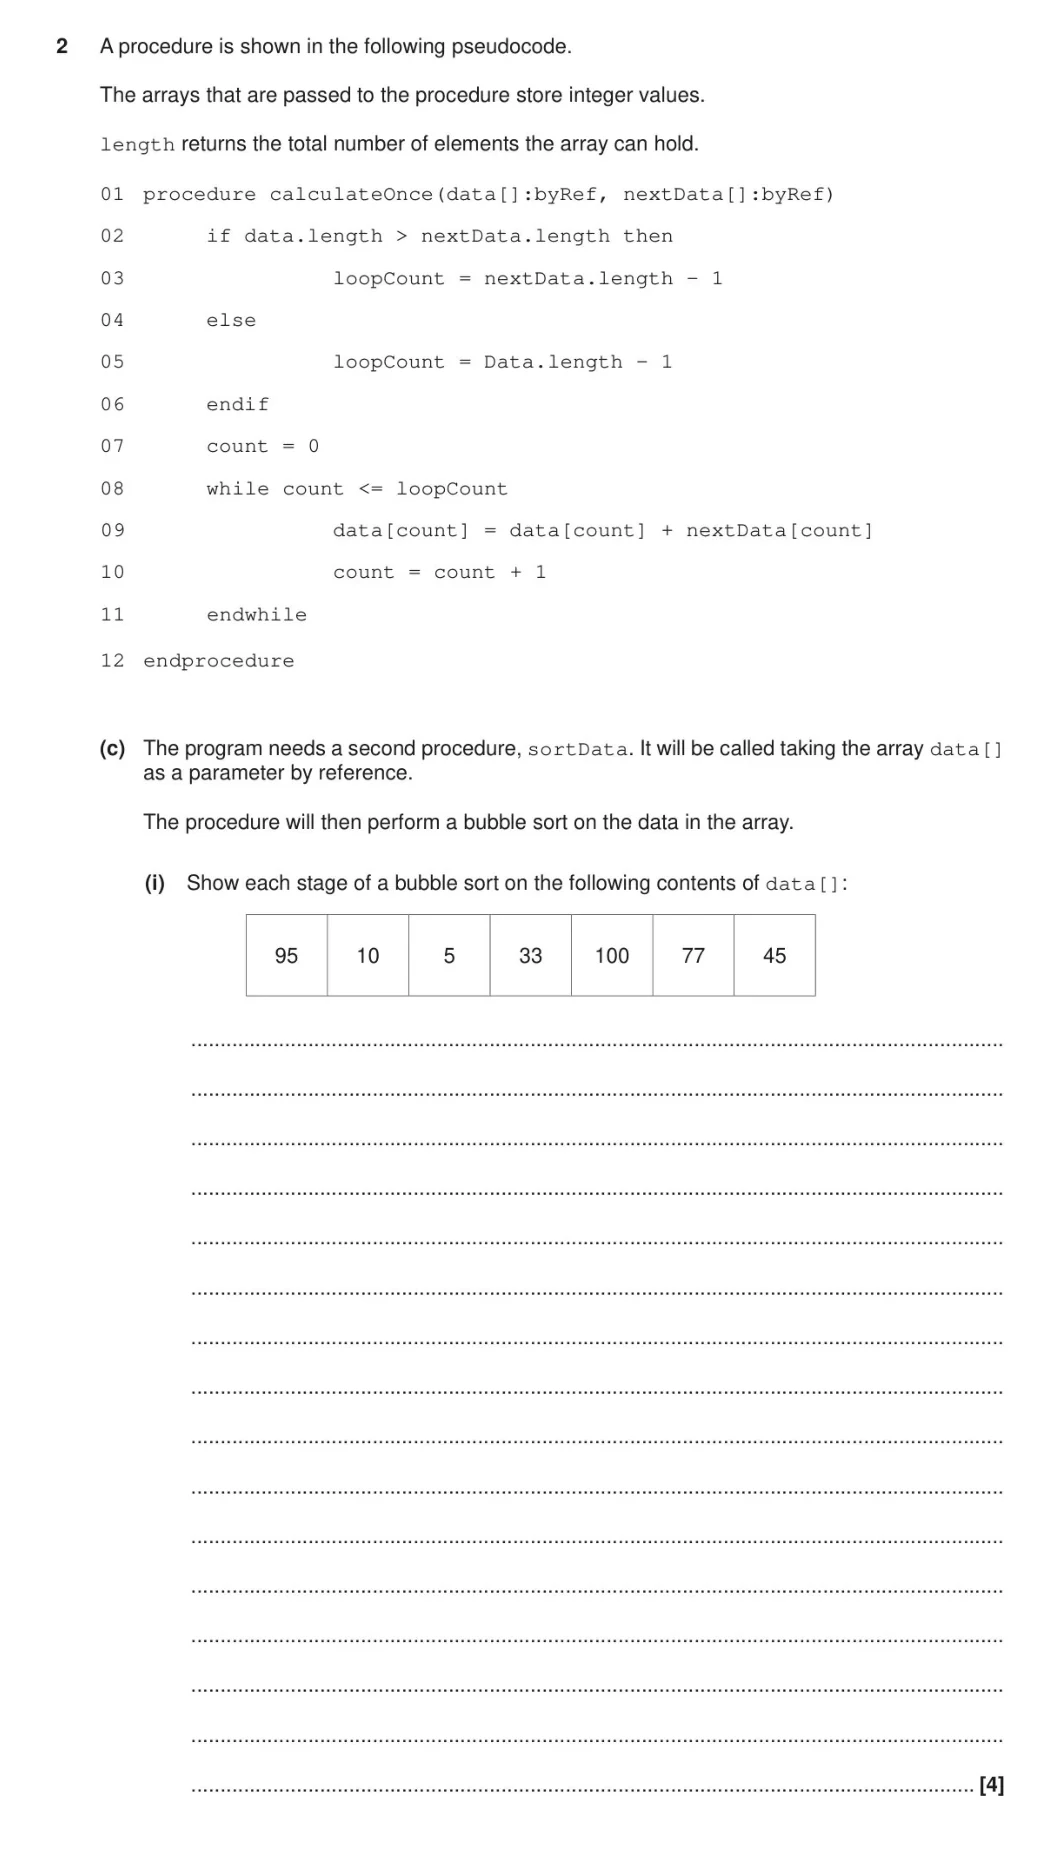 2 A procedure is shown in the following pseudocode.
The arrays that are passed to the procedure store integer values.
length returns the total number of elements the array can hold.
01 procedure calculateOnce(data[]:byRef, nextData[]:byRef)
02 if data.length > nextData.length then
03 loopCount = nextData.length – 1
04 else
05 loopCount = Data.length – 1
06 endif
07 count = 0
08 while count <= loopCount
09 data[count] = data[count] + nextData[count]
10 count = count + 1
11 endwhile
12 endprocedure
(c) The program needs a second procedure, sortData. It will be called taking the array data[]
as a parameter by reference.
The procedure will then perform a bubble sort on the data in the array.
(i) Show each stage of a bubble sort on the following contents of data[]:
95 10 5 33 100 77 45
[4]